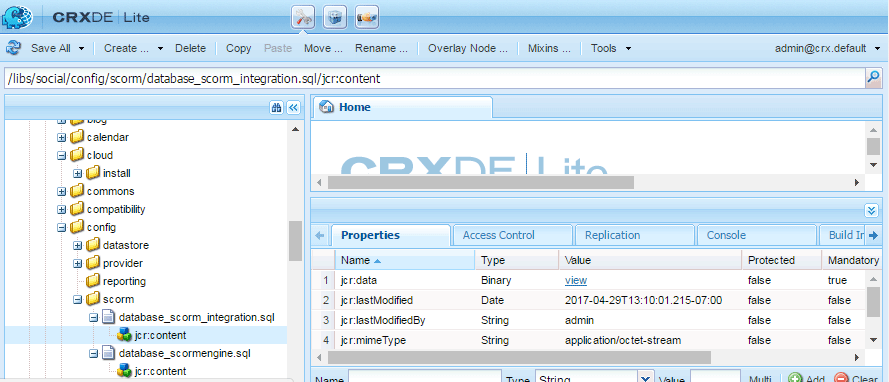 CRXDE | Lite
Save All Create ... Delete Copy Paste Move ... Rename ... Overlay Node ... Mixins ... Tools admin@crx.default
/libs/social/config/scorm/database_scorm_integration.sql/jcr:content
blog
calendar
cloud
install
commons
compatibility
config
datastore
provider
reporting
scorm
database_scorm_integration.sql
jcr:content
database_scormengine.sql
jcr:content
Home
CRXDE | Lite
Properties Access Control Replication Console Build In
Name Type Value Protected Mandatory
1 jcr:data Binary view false true
2 jcr:lastModified Date 2017-04-29T13:10:01.215-07:00 false false
3 jcr:lastModifiedBy String admin false false
4 jcr:mimeType String application/octet-stream false false
Name Type String Value Multi Add Clear